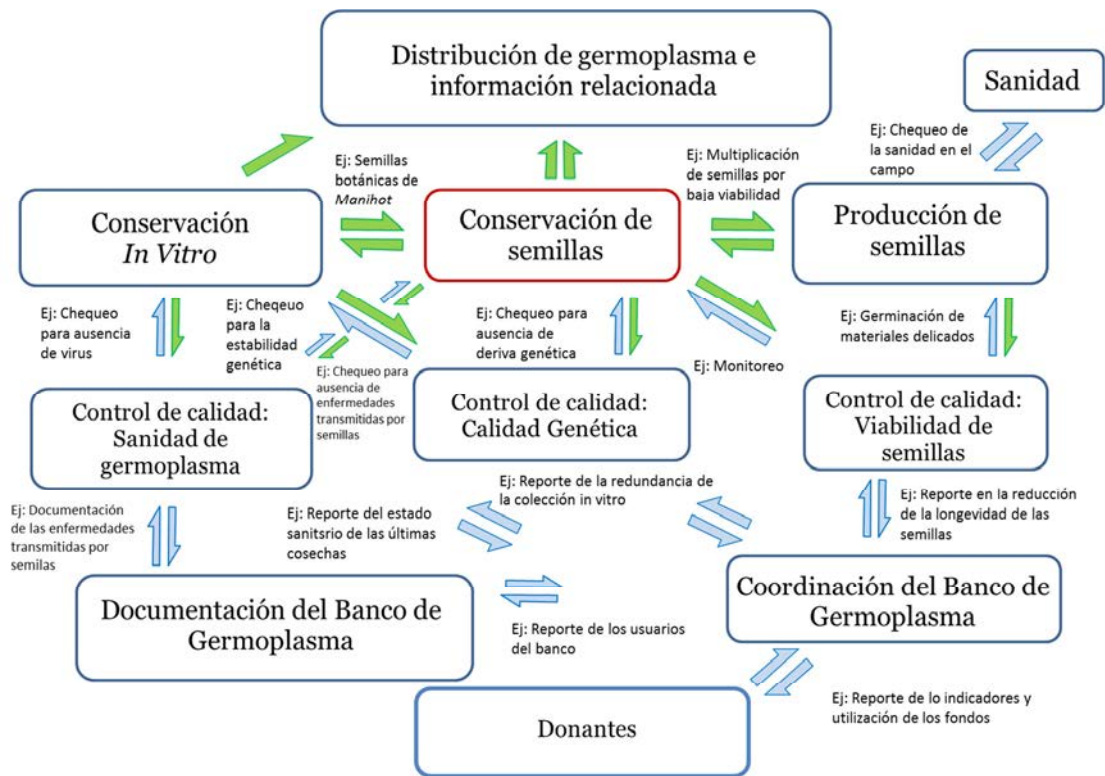 Distribución de germoplasma e
información relacionada
Sanidad
Ej: Chequeo de
la sanidad en el
campo
Ej: Semillas
botánicas de
Manihot
Ej: Multiplicación
de semillas por
baja viabilidad
Conservación
In Vitro
Conservación de
semillas
Producción de
semillas
Ej: Chequeo
para ausencia
de virus
Ej: Cheqeuo
para la
estabilidad
genética
Ej: Chequeo para
ausencia de
enfermedades
transmitidas por
semillas
Ej: Chequeo para
ausencia de
deriva genética
Ej: Monitoreo
Ej: Germinación de
materiales delicados
Control de calidad:
Sanidad de
germoplasma
Control de calidad:
Calidad Genética
Control de calidad:
Viabilidad de
semillas
Ej: Documentación
de las enfermedades
transmitidas por
semilas
Ej: Reporte del estado
sanitsrio de las últimas
cosechas
Ej: Reporte de la redundancia de
la colección in vitro
Ej: Reporte en la reducción
de la longevidad de las
semillas
Documentación del Banco de
Germoplasma
Ej: Reporte de los usuarios
del banco
Coordinación del Banco de
Germoplasma
Donantes
Ej: Reporte de lo indicadores y
utilización de los fondos